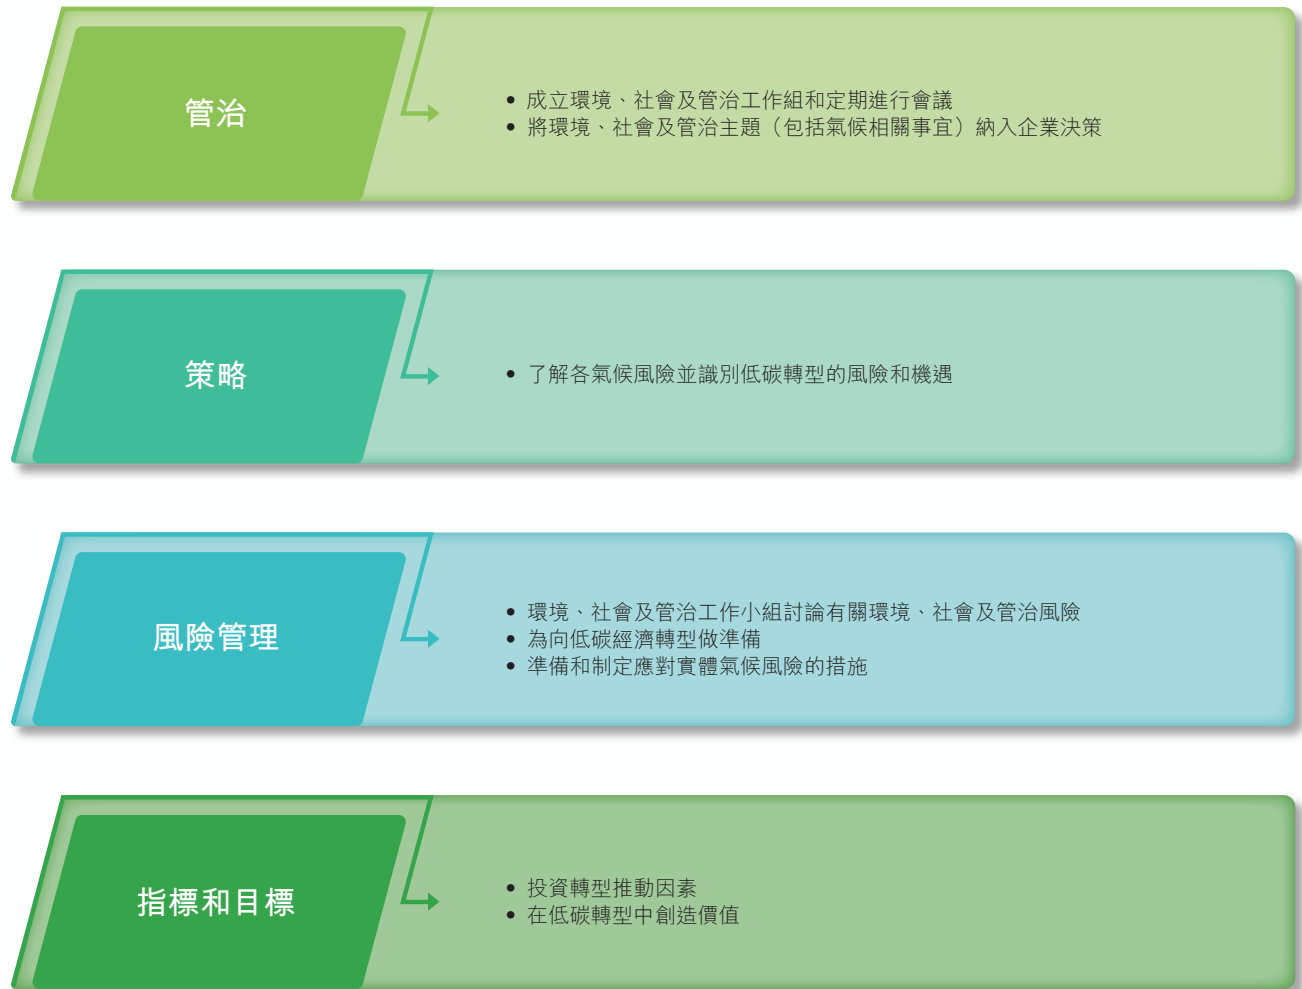 管治
• 成立環境、社會及管治工作組和定期進行會議
• 將環境、社會及管治主題（包括氣候相關事宜）納入企業決策
策略
• 了解各氣候風險並識別低碳轉型的風險和機遇
風險管理
• 環境、社會及管治工作小組討論有關環境、社會及管治風險
• 為向低碳經濟轉型做準備
• 準備和制定應對實體氣候風險的措施
指標和目標
• 投資轉型推動因素
• 在低碳轉型中創造價值